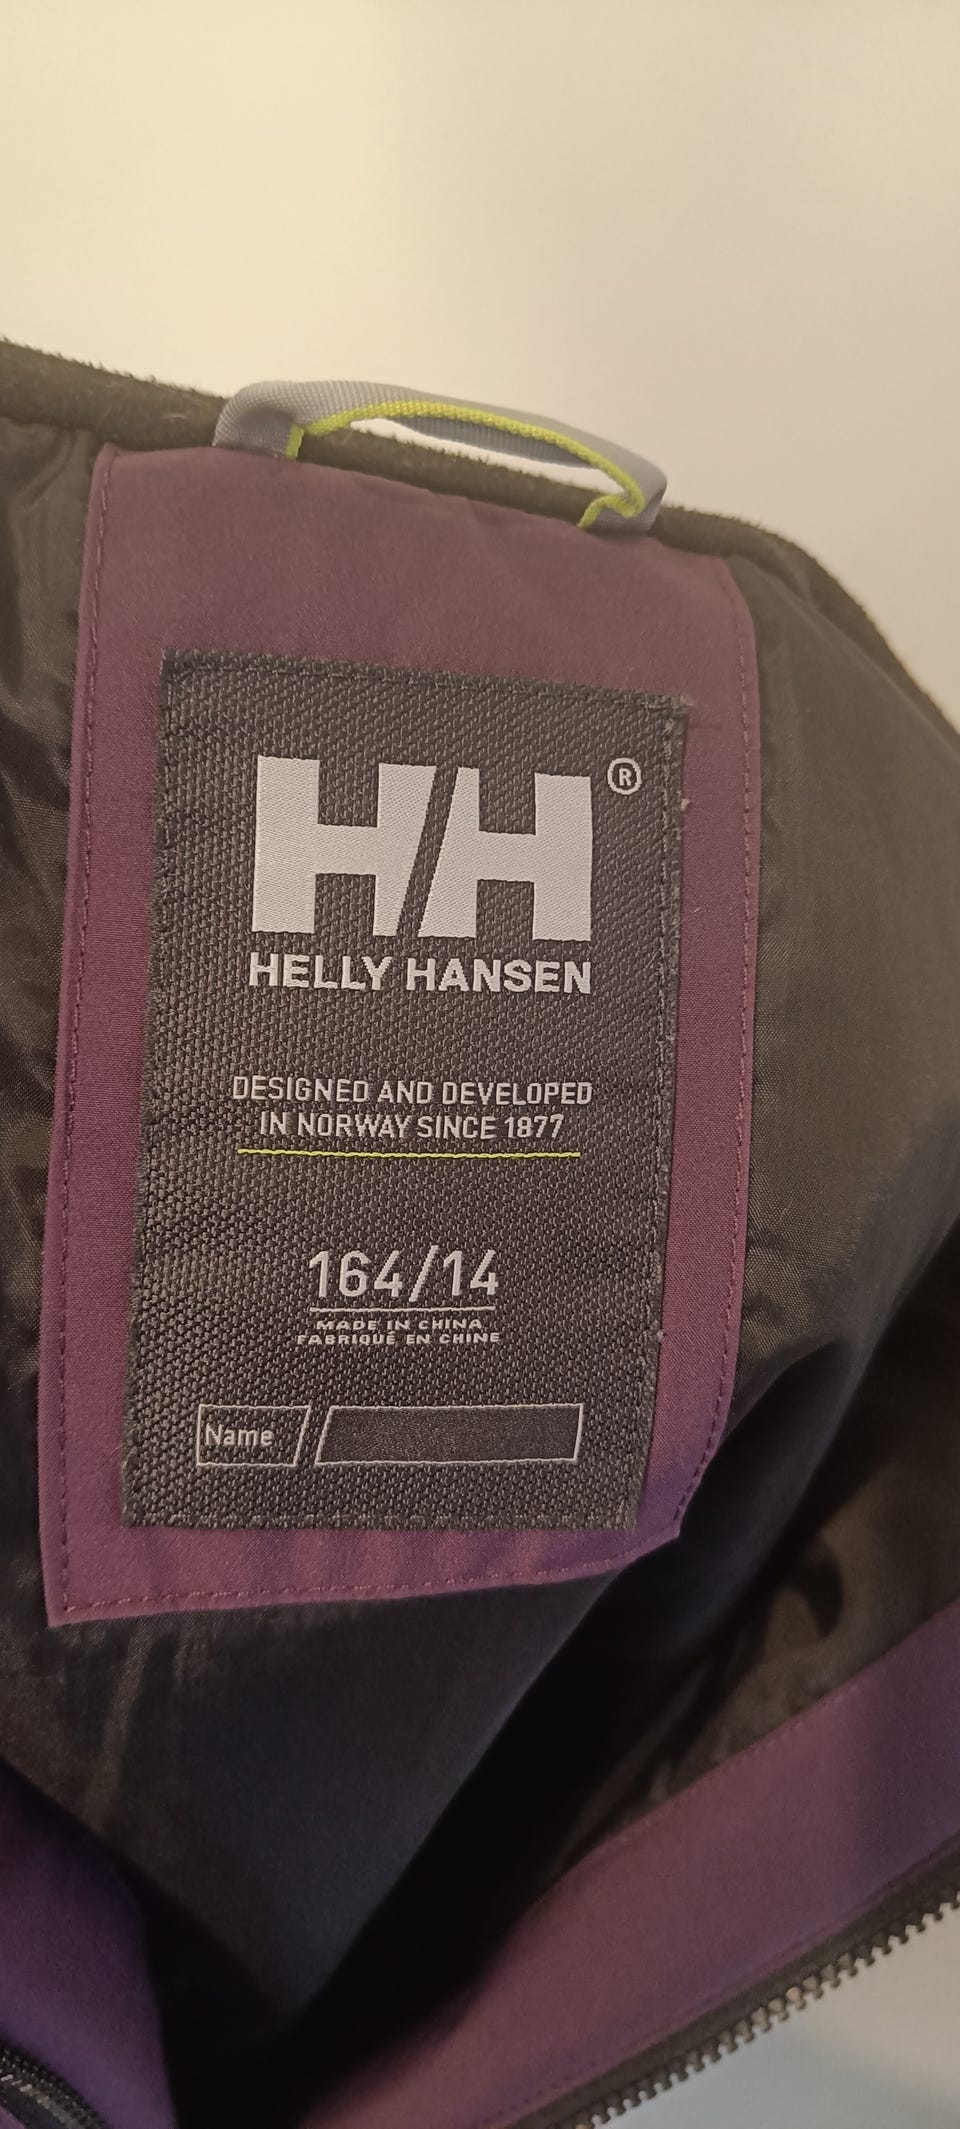 HH®
HELLY HANSEN
DESIGNED AND DEVELOPED
IN NORWAY SINCE 1877
164/14
MADE IN CHINA
FABRIQUÉ EN CHINE
Name